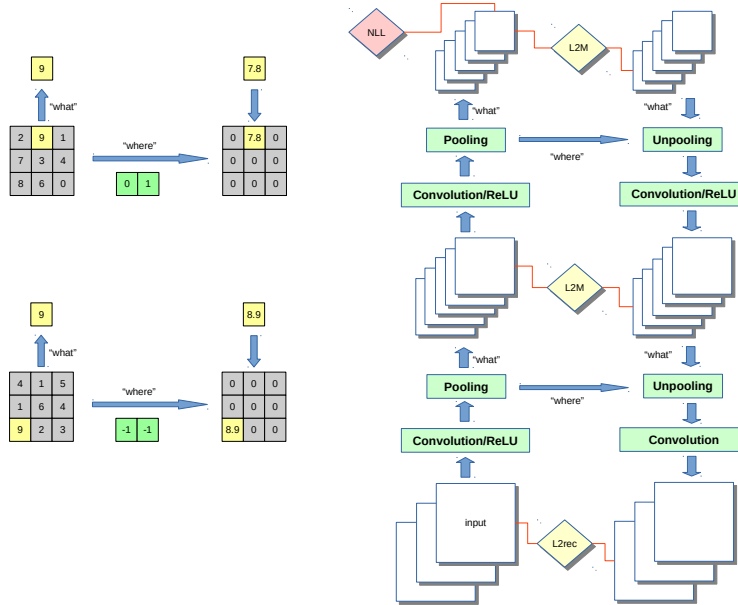 9
"what"
2 9 1
7 3 4
8 6 0
"where"
0 1
7.8
0 7.8 0
0 0 0
0 0 0
9
"what"
4 1 5
1 6 4
9 2 3
"where"
-1 -1
8.9
0 0 0
0 0 0
8.9 0 0
NLL
L2M
"what"
"what"
Pooling
"where"
Unpooling
Convolution/ReLU
Convolution/ReLU
L2M
"what"
"what"
Pooling
"where"
Unpooling
Convolution/ReLU
Convolution
input
L2rec